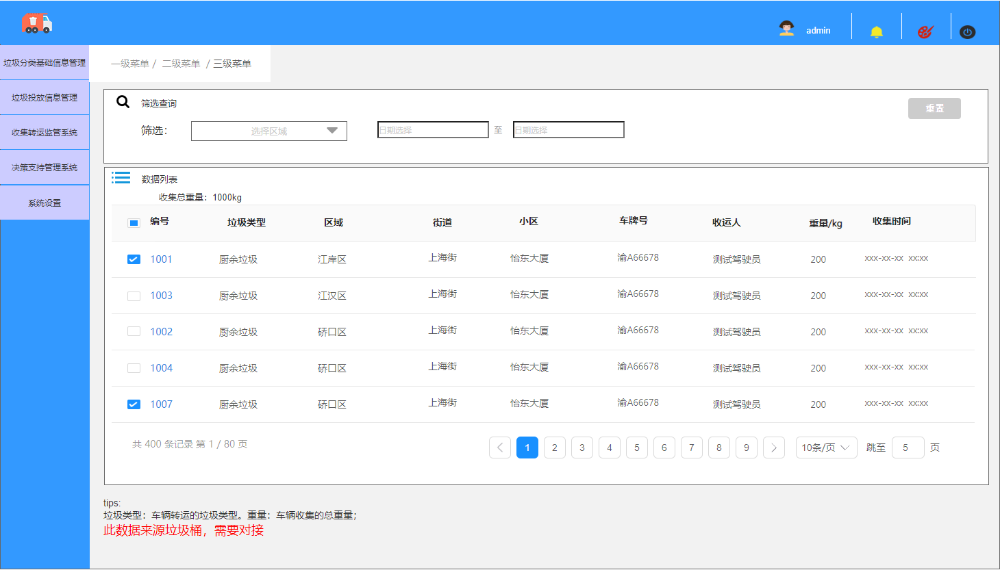 admin
垃圾分类基础信息管理
垃圾投放信息管理
收集转运监管系统
决策支持管理系统
系统设置
一级菜单 / 二级菜单 / 三级菜单
筛选查询
重置
筛选： 选择区域 日期选择 至 日期选择
数据列表
收集总重量：1000kg
编号 垃圾类型 区域 街道 小区 车牌号 收运人 重量/kg 收集时间
1001 厨余垃圾 江岸区 上海街 怡东大厦 渝A66678 测试驾驶员 200 xxx-xx-xx xx:xx
1003 厨余垃圾 江汉区 上海街 怡东大厦 渝A66678 测试驾驶员 200 xxx-xx-xx xx:xx
1002 厨余垃圾 硚口区 上海街 怡东大厦 渝A66678 测试驾驶员 200 xxx-xx-xx xx:xx
1004 厨余垃圾 硚口区 上海街 怡东大厦 渝A66678 测试驾驶员 200 xxx-xx-xx xx:xx
1007 厨余垃圾 硚口区 上海街 怡东大厦 渝A66678 测试驾驶员 200 xxx-xx-xx xx:xx
共 400 条记录 第 1 / 80 页 1 2 3 4 5 6 7 8 9 10条/页 跳至 5 页
tips:
垃圾类型：车辆转运的垃圾类型。重量：车辆收集的总重量；
此数据来源垃圾桶，需要对接